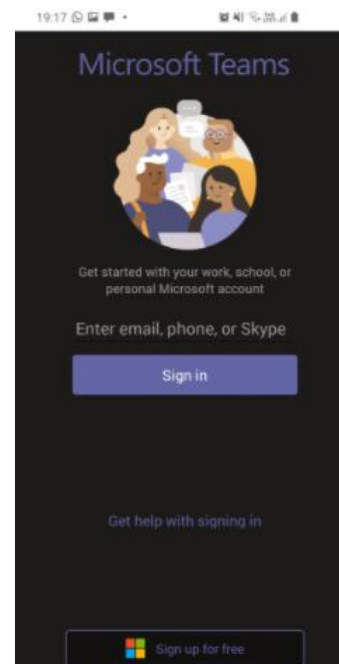 19:17
Microsoft Teams
Get started with your work, school, or
personal Microsoft account
Enter email, phone, or Skype
Sign in
Get help with signing in
Sign up for free